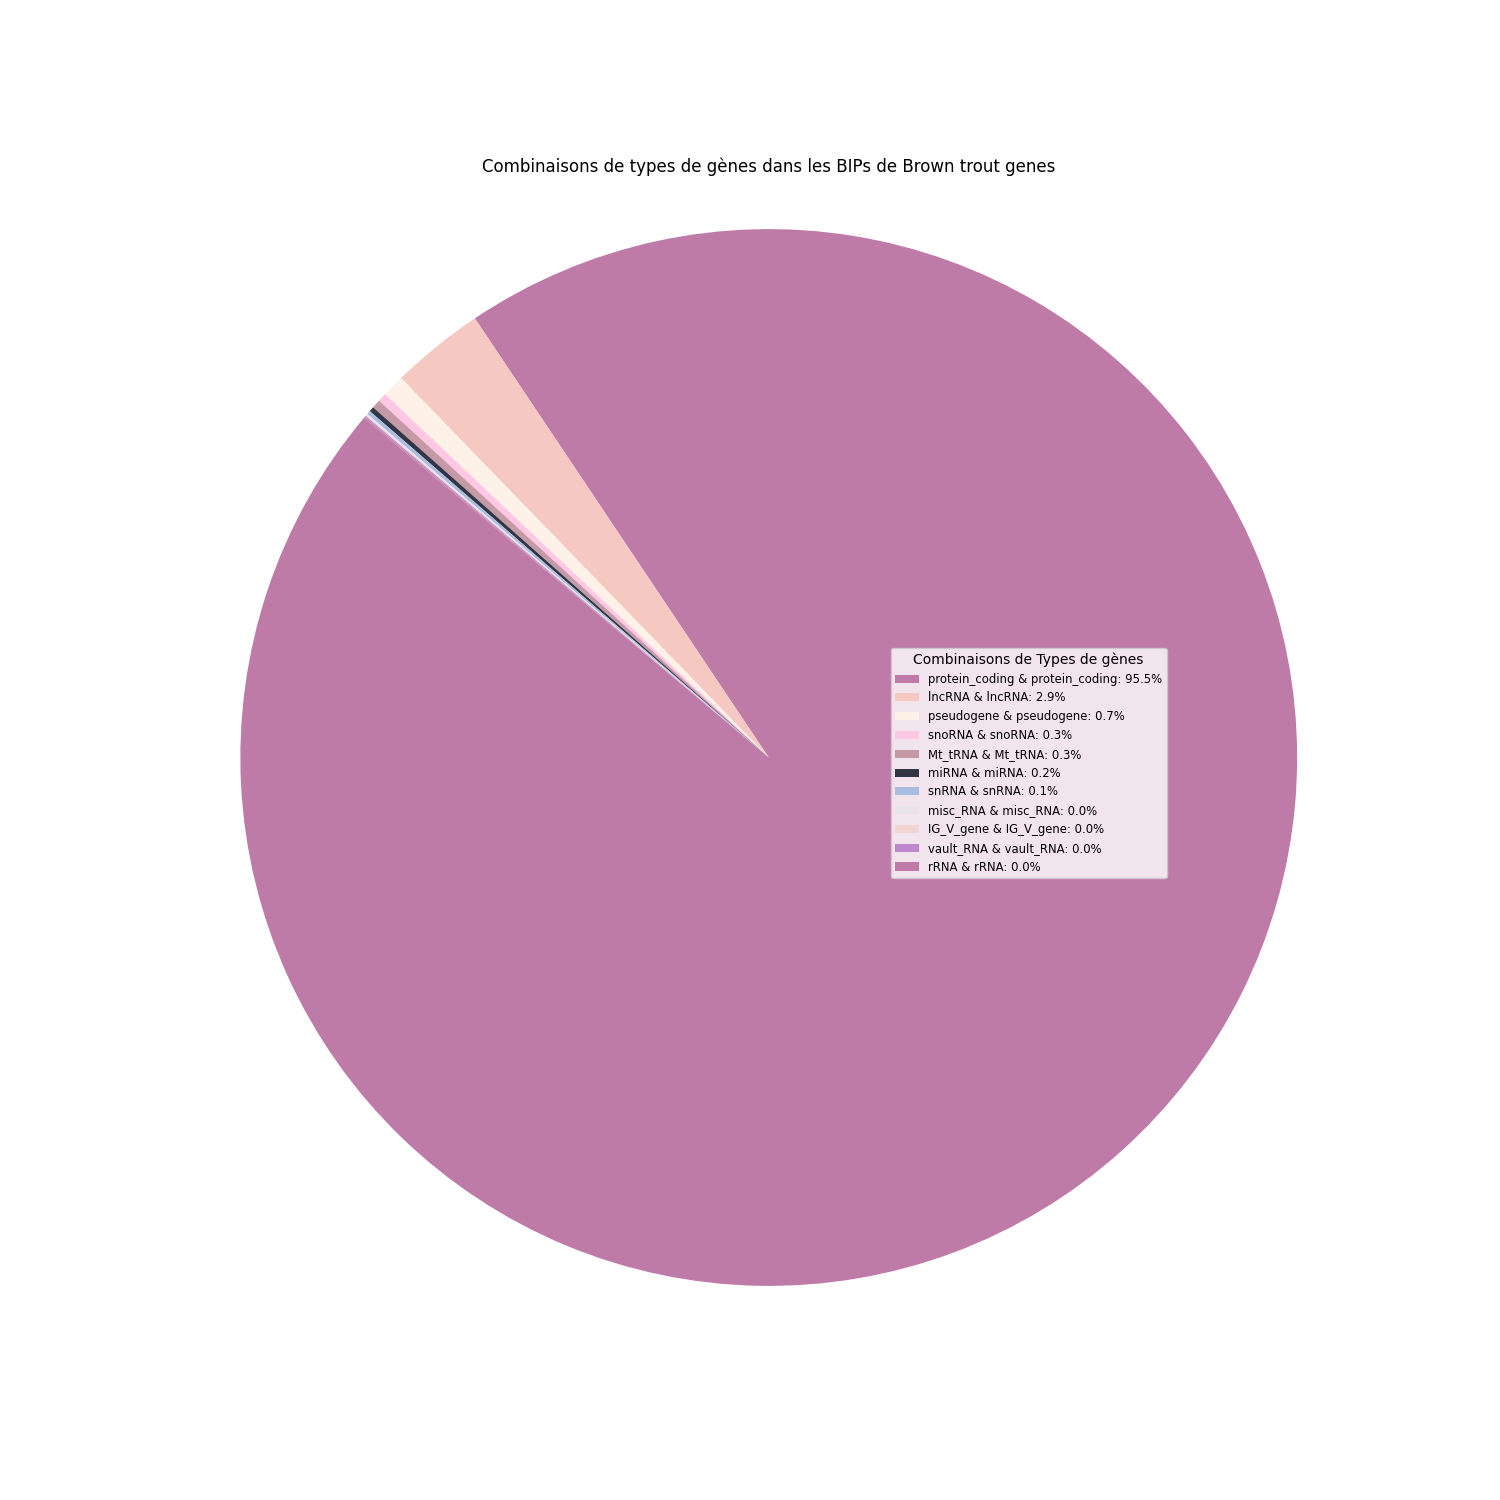 Combinaisons de types de gènes dans les BIPs de Brown trout genes
Combinaisons de Types de gènes
protein_coding & protein_coding: 95.5%
lncRNA & lncRNA: 2.9%
pseudogene & pseudogene: 0.7%
snoRNA & snoRNA: 0.3%
Mt_tRNA & Mt_tRNA: 0.3%
miRNA & miRNA: 0.2%
snRNA & snRNA: 0.1%
misc_RNA & misc_RNA: 0.0%
IG_V_gene & IG_V_gene: 0.0%
vault_RNA & vault_RNA: 0.0%
rRNA & rRNA: 0.0%